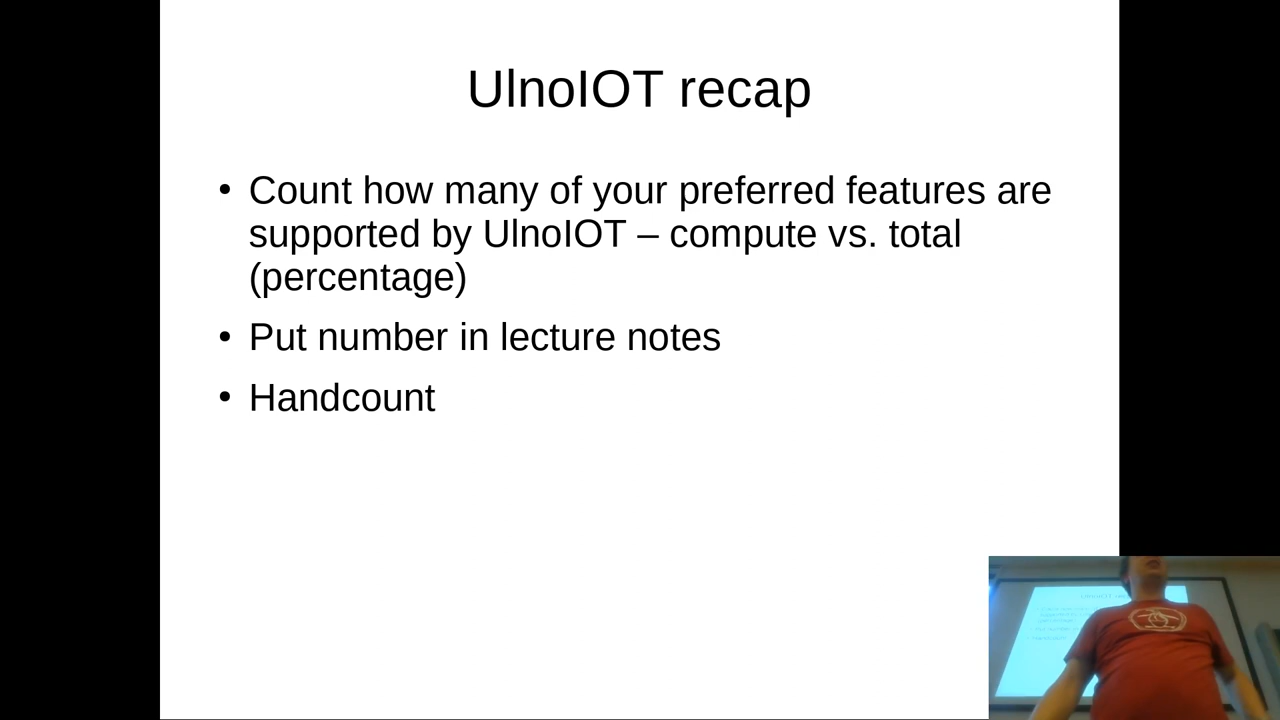 UlnoIOT recap
• Count how many of your preferred features are
supported by UlnoIOT – compute vs. total
(percentage)
• Put number in lecture notes
• Handcount